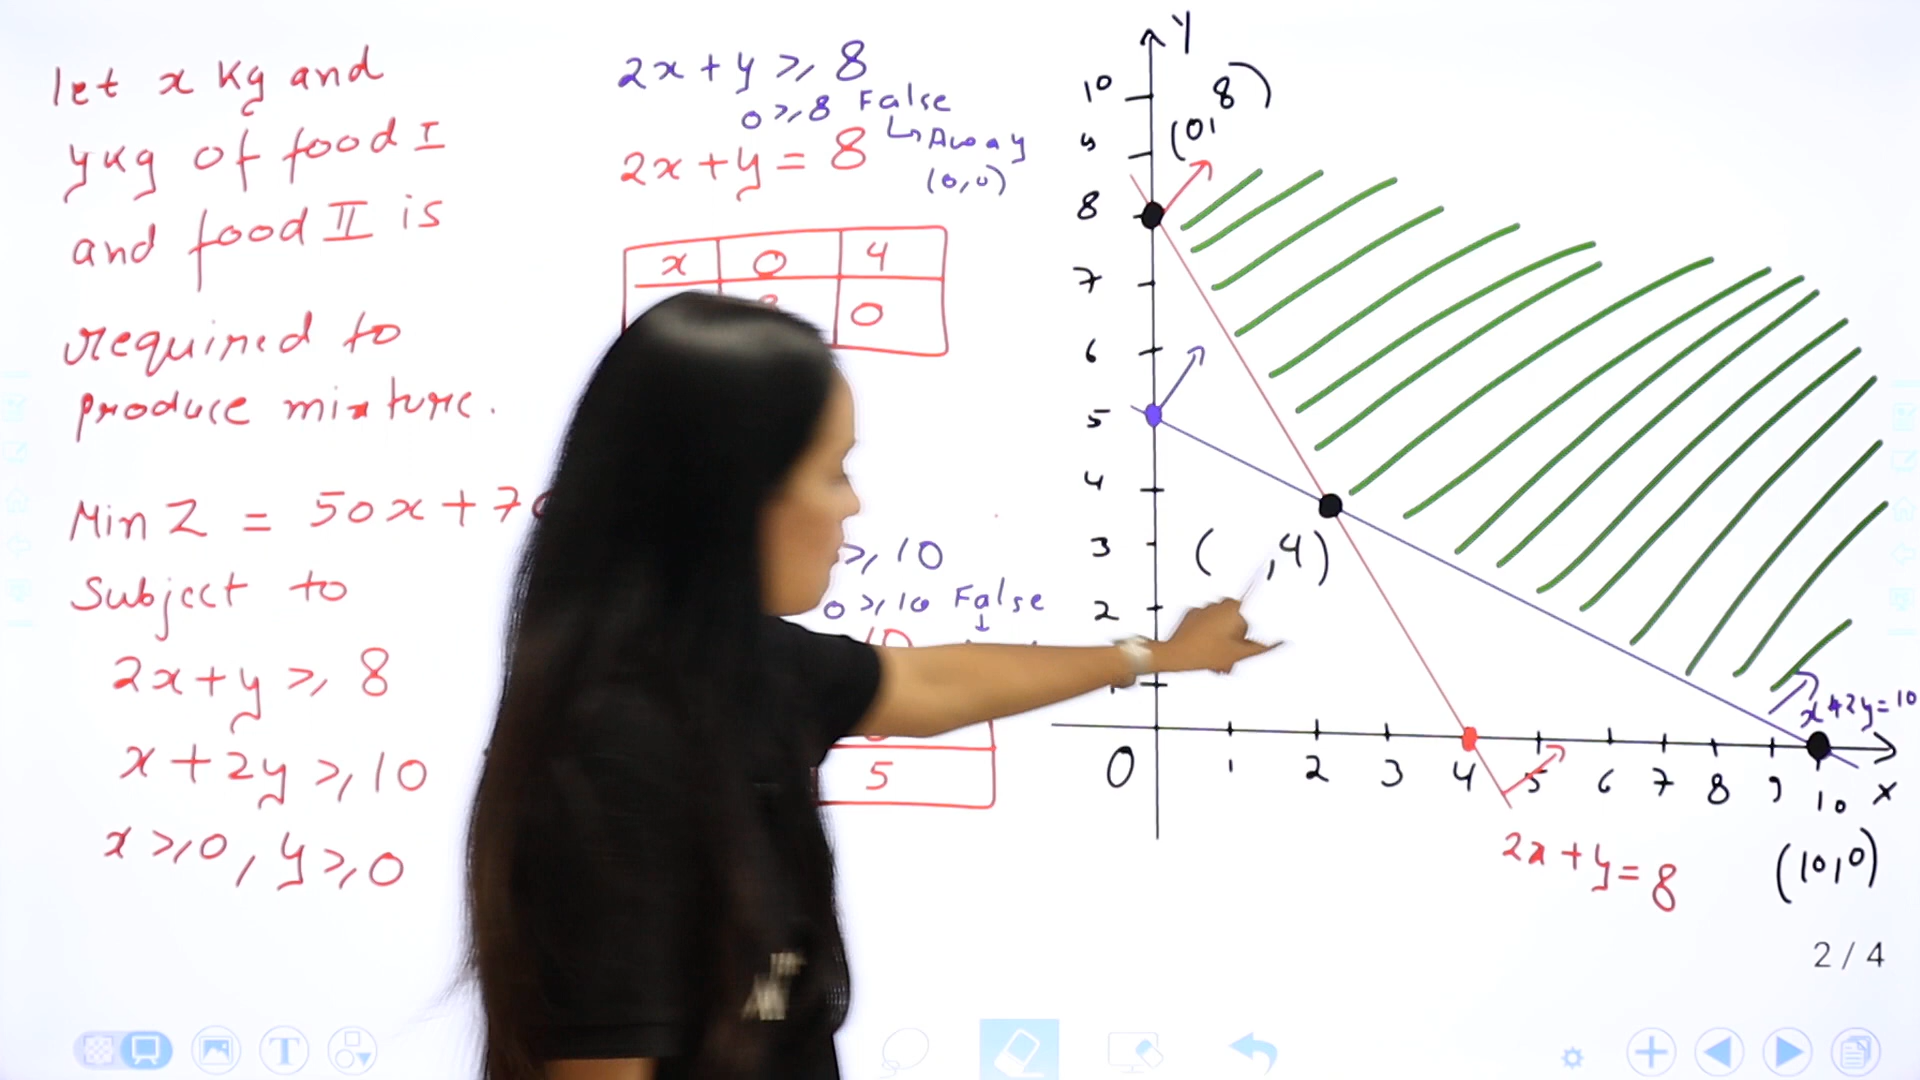 let x kg and
y kg of food I
and food II is
required to
produce mixture.
Min Z = 50x + 7
Subject to
2x + y ⩾ 8
x + 2y ⩾ 10
x ⩾ 0, y ⩾ 0
2x + y ⩾ 8
0 ⩾ 8 False
↳ Away
(0,0)
2x + y = 8
x 0 4
0
⩾ 10
0 ⩾ 10 False
↓
10
5
Y
10
9
8
7
6
5
4
3
2
(0, 8)
( , 4)
0 1 2 3 4 5 6 7 8 9 10 x
x + 2y = 10
2x + y = 8
(10, 0)
2 / 4
T